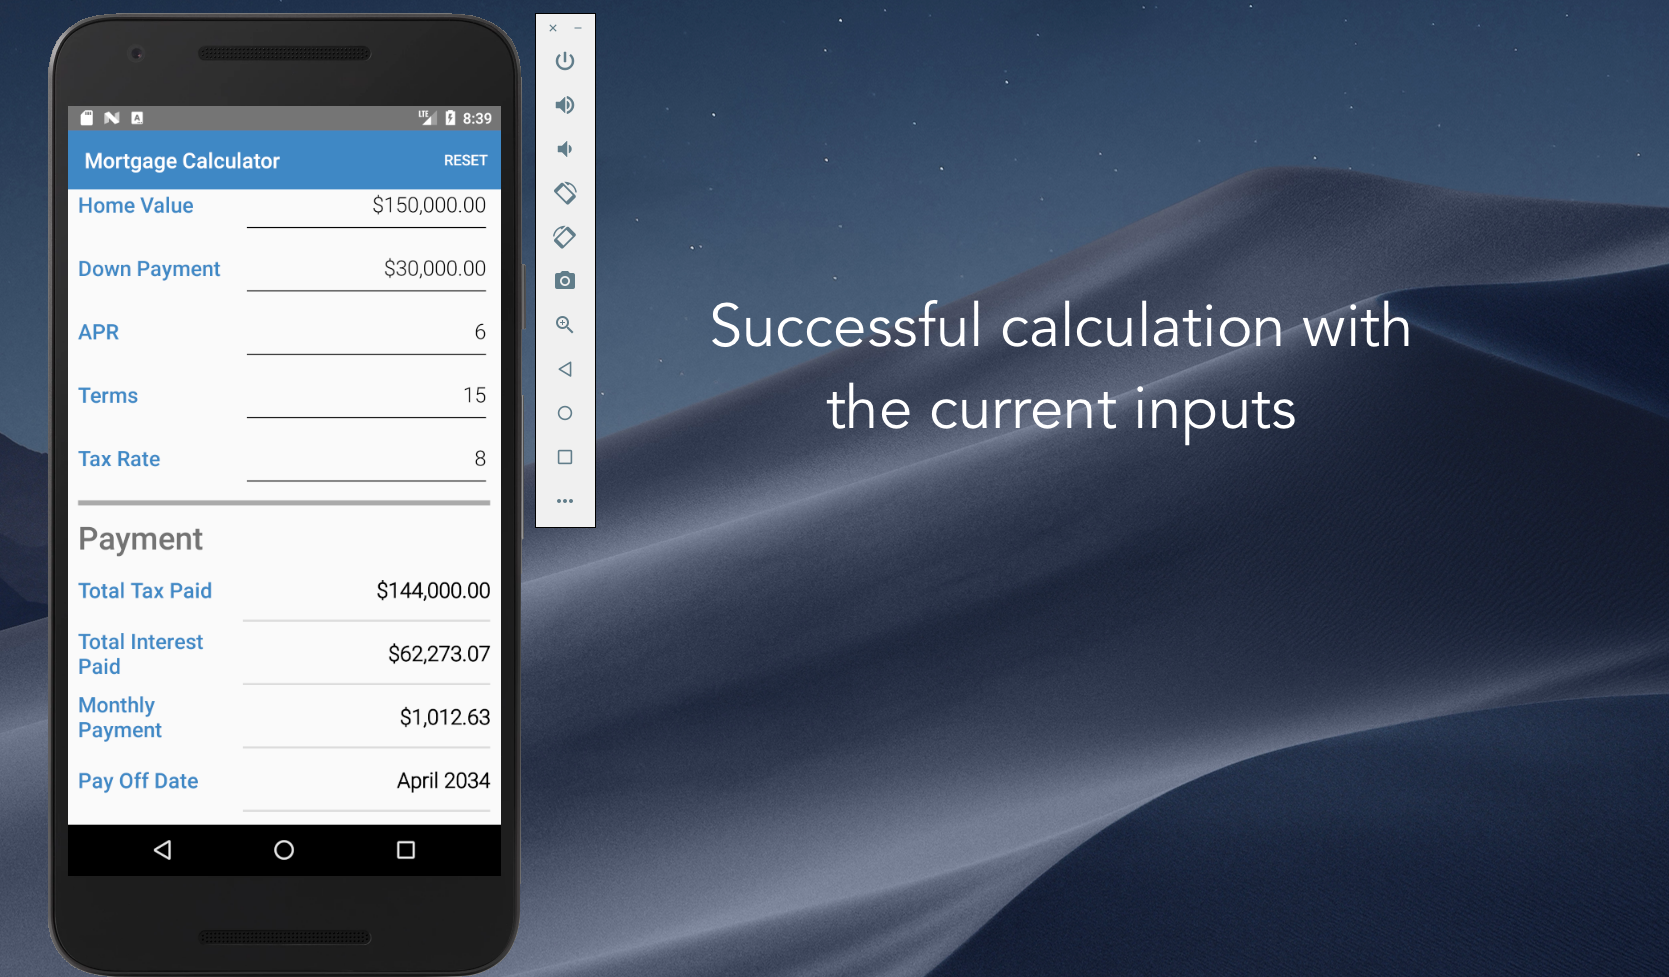 LTE 8:39
Mortgage Calculator RESET
Home Value $150,000.00
Down Payment $30,000.00
APR 6
Terms 15
Tax Rate 8
Payment
Total Tax Paid $144,000.00
Total Interest
Paid $62,273.07
Monthly
Payment $1,012.63
Pay Off Date April 2034
Successful calculation with
the current inputs